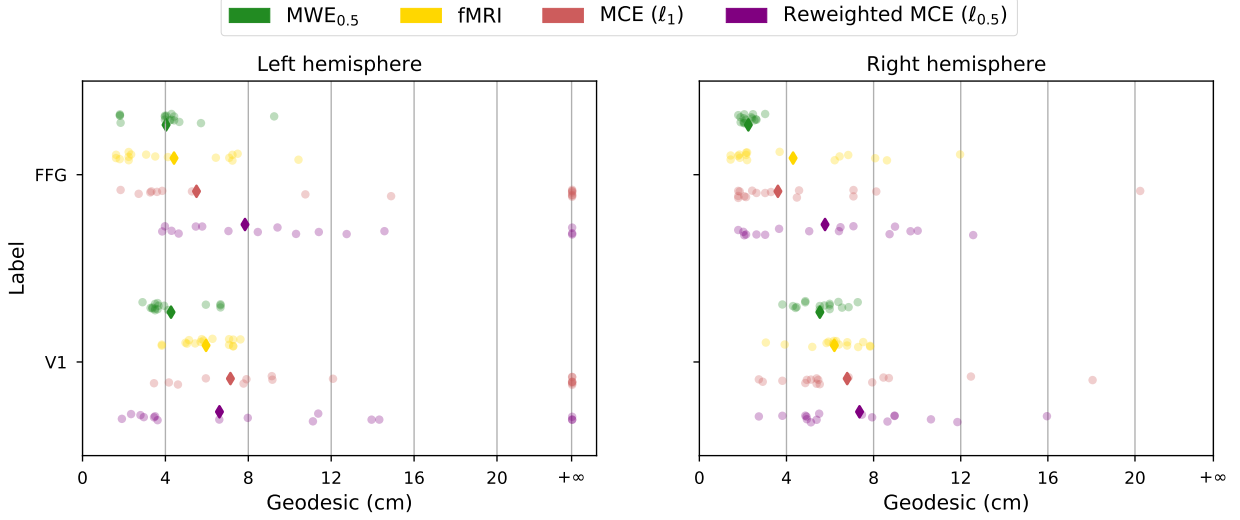 MWE0.5 fMRI MCE (ℓ1) Reweighted MCE (ℓ0.5)
Left hemisphere Right hemisphere
Label
FFG
V1
0 4 8 12 16 20 +∞ 0 4 8 12 16 20 +∞
Geodesic (cm) Geodesic (cm)